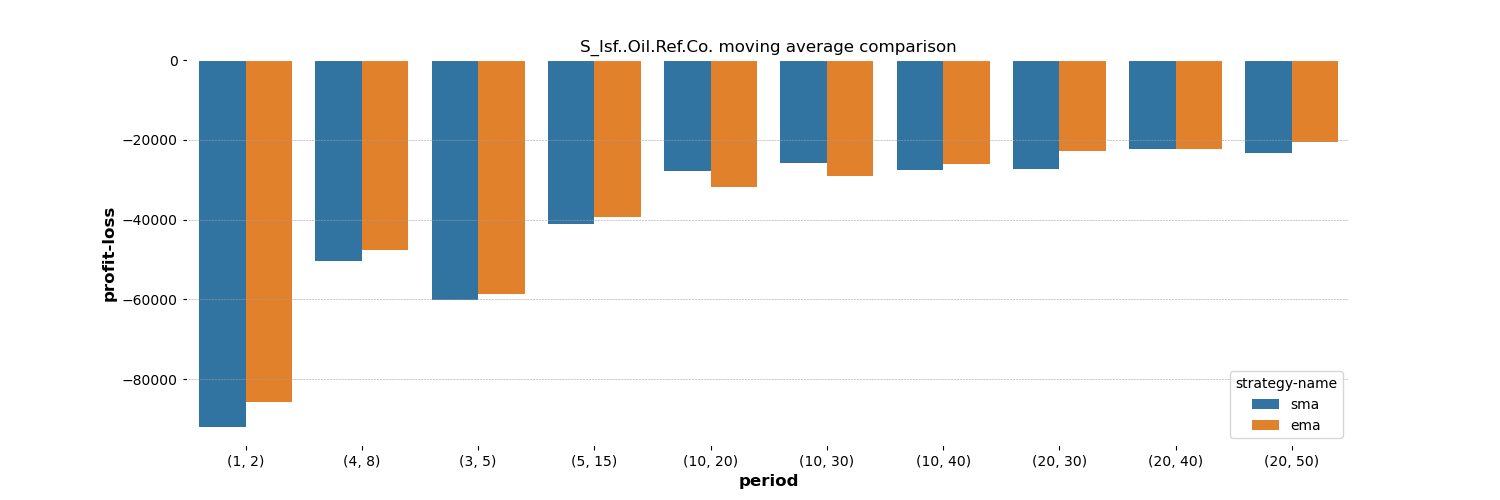 S_Isf..Oil.Ref.Co. moving average comparison
0
−20000
−40000
−60000
−80000
profit-loss
strategy-name
sma
ema
(1, 2) (4, 8) (3, 5) (5, 15) (10, 20) (10, 30) (10, 40) (20, 30) (20, 40) (20, 50)
period